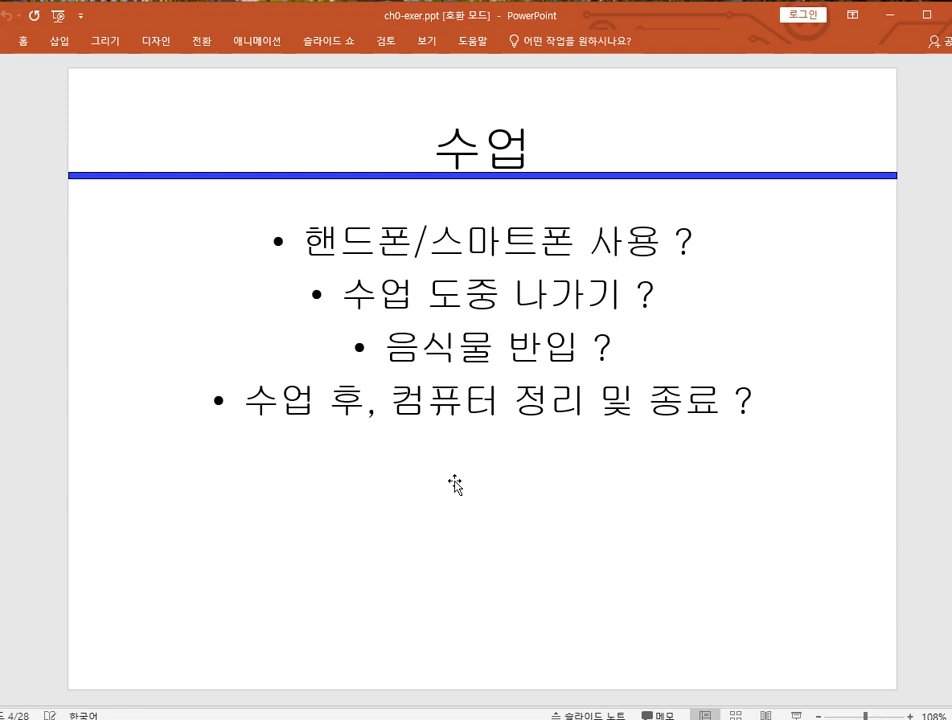 ch0-exer.ppt [호환 모드] - PowerPoint
로그인
홈 삽입 그리기 디자인 전환 애니메이션 슬라이드 쇼 검토 보기 도움말 어떤 작업을 원하시나요?
수업
• 핸드폰/스마트폰 사용 ?
• 수업 도중 나가기 ?
• 음식물 반입 ?
• 수업 후, 컴퓨터 정리 및 종료 ?
4/28 한국어 슬라이드 노트 메모 108%